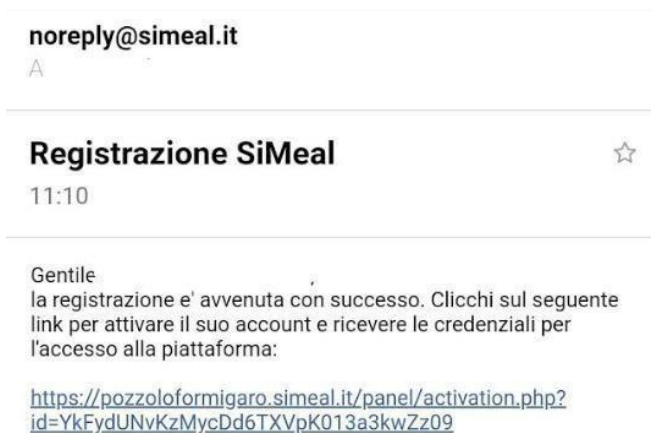 noreply@simeal.it
A
Registrazione SiMeal
11:10
Gentile ,
la registrazione e' avvenuta con successo. Clicchi sul seguente
link per attivare il suo account e ricevere le credenziali per
l'accesso alla piattaforma:
https://pozzoloformigaro.simeal.it/panel/activation.php?
id=YkFydUNvKzMycDd6TXVpK013a3kwZz09